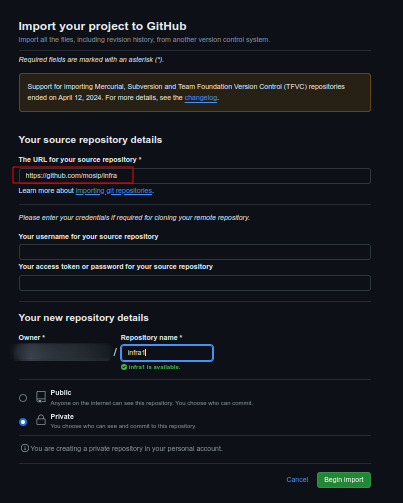 Import your project to GitHub
Import all the files, including revision history, from another version control system.
Required fields are marked with an asterisk (*).
Support for importing Mercurial, Subversion and Team Foundation Version Control (TFVC) repositories
ended on April 12, 2024. For more details, see the changelog.
Your source repository details
The URL for your source repository *
https://github.com/mosip/infra
Learn more about importing git repositories.
Please enter your credentials if required for cloning your remote repository.
Your username for your source repository
Your access token or password for your source repository
Your new repository details
Owner * Repository name *
/ infra1
infra1 is available.
Public
Anyone on the internet can see this repository. You choose who can commit.
Private
You choose who can see and commit to this repository.
You are creating a private repository in your personal account.
Cancel Begin import